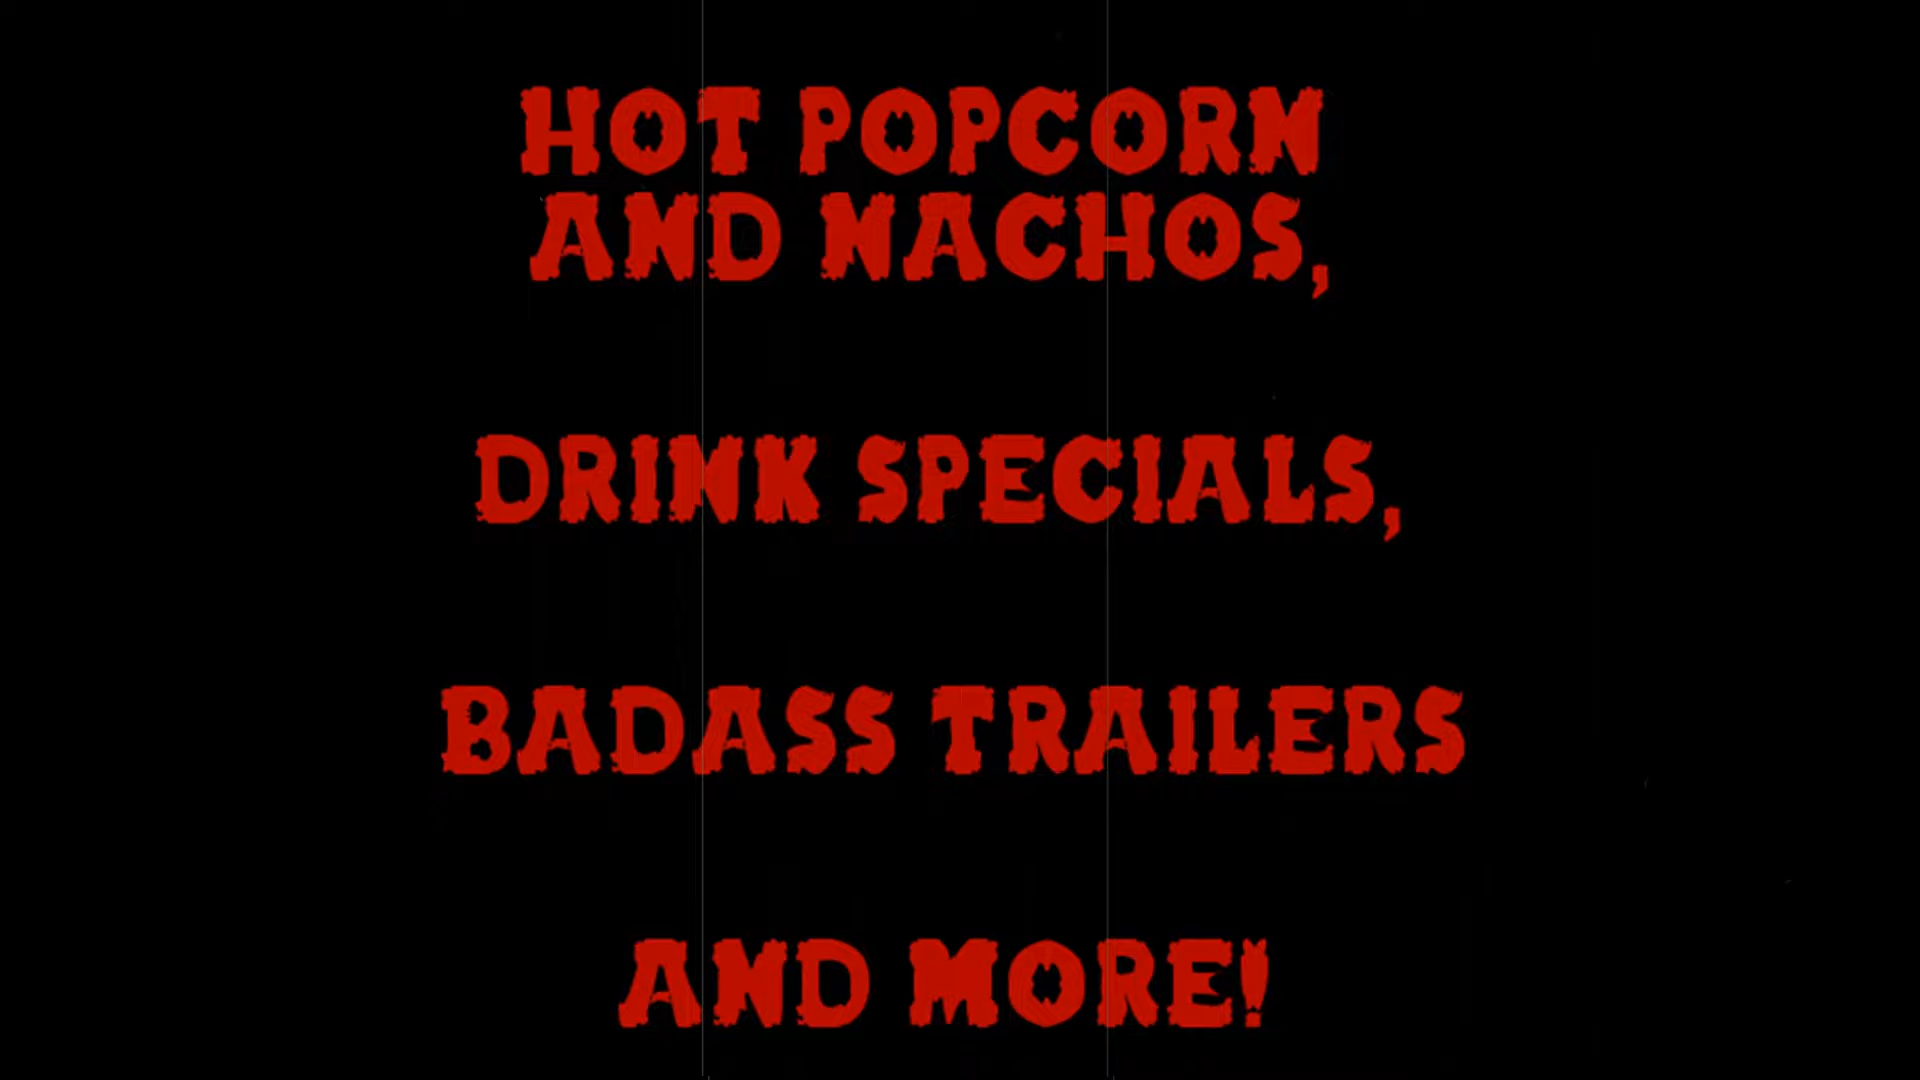 HOT POPCORN
AND NACHOS,
DRINK SPECIALS,
BADASS TRAILERS
AND MORE!